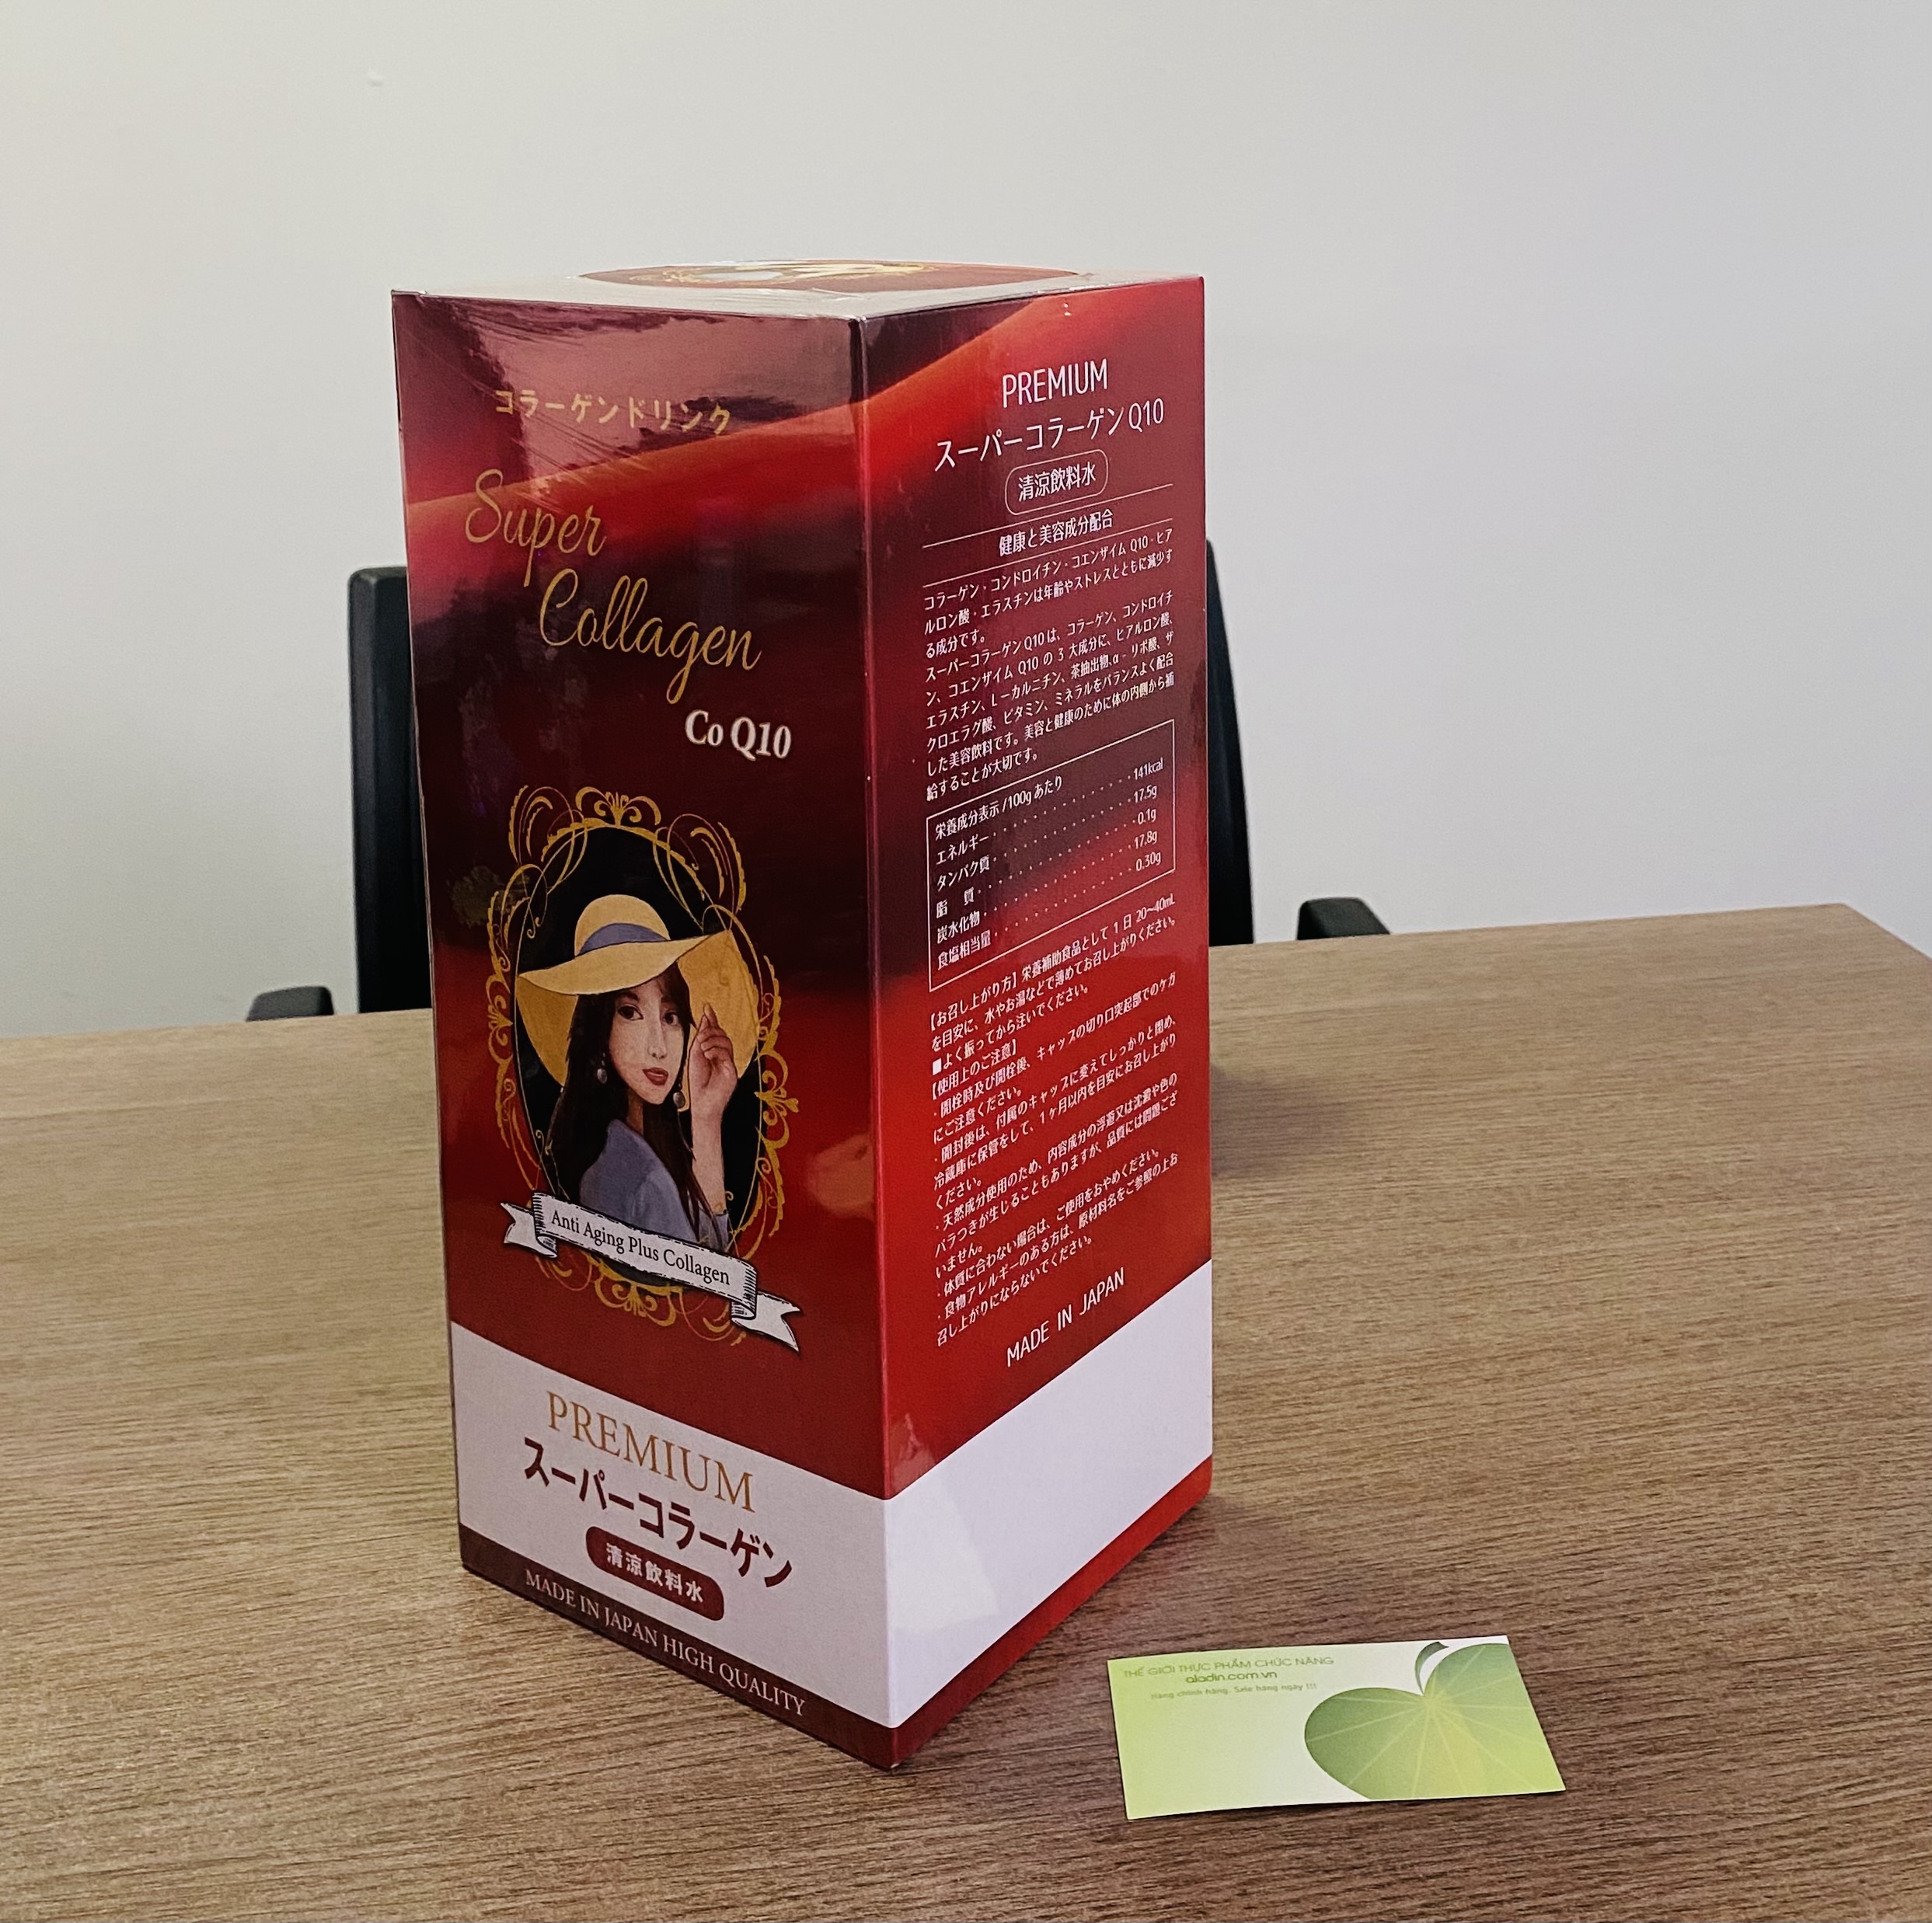 コラーゲンドリンク
Super
Collagen
Co Q10
Anti Aging Plus Collagen
PREMIUM
スーパーコラーゲン
清涼飲料水
MADE IN JAPAN HIGH QUALITY
PREMIUM
スーパーコラーゲンQ10
清涼飲料水
健康と美容成分配合
コラーゲン・コンドロイチン・コエンザイム Q10・ヒア
ルロン酸・エラスチンは年齢やストレスとともに減少す
る成分です。
スーパーコラーゲンQ10は、コラーゲン、コンドロイチ
ン、コエンザイム Q10 の 3 大成分に、ヒアルロン酸、
エラスチン、L－カルニチン、茶抽出物、α－リポ酸、ザ
クロエラグ酸、ビタミン、ミネラルをバランスよく配合
した美容飲料です。美容と健康のために体の内側から補
給することが大切です。
栄養成分表示/100gあたり
エネルギー・・・・・・・・・・141kcal
タンパク質・・・・・・・・・・17.5g
脂　質・・・・・・・・・・0.1g
炭水化物・・・・・・・・・・17.8g
食塩相当量・・・・・・・・・・0.30g
【お召し上がり方】栄養補助食品として 1 日 20〜40mL
を目安に、水やお湯などで薄めてお召し上がりください。
■よく振ってから注いでください。
【使用上のご注意】
・開栓時及び開栓後、キャップの切り口突起部でのケガ
にご注意ください。
・開封後は、付属のキャップに変えてしっかりと閉め、
冷蔵庫に保管をして、1ヶ月以内を目安にお召し上がり
ください。
・天然成分使用のため、内容成分の浮遊又は沈澱や色の
バラつきが生じることもありますが、品質には問題ござ
いません。
・体質に合わない場合は、ご使用をおやめください。
・食物アレルギーのある方は、原材料名をご参照の上お
召し上がりにならないでください。
MADE IN JAPAN
THẾ GIỚI THỰC PHẨM CHỨC NĂNG
aladin.com.vn
Hàng chính hãng. Sale hàng ngày !!!